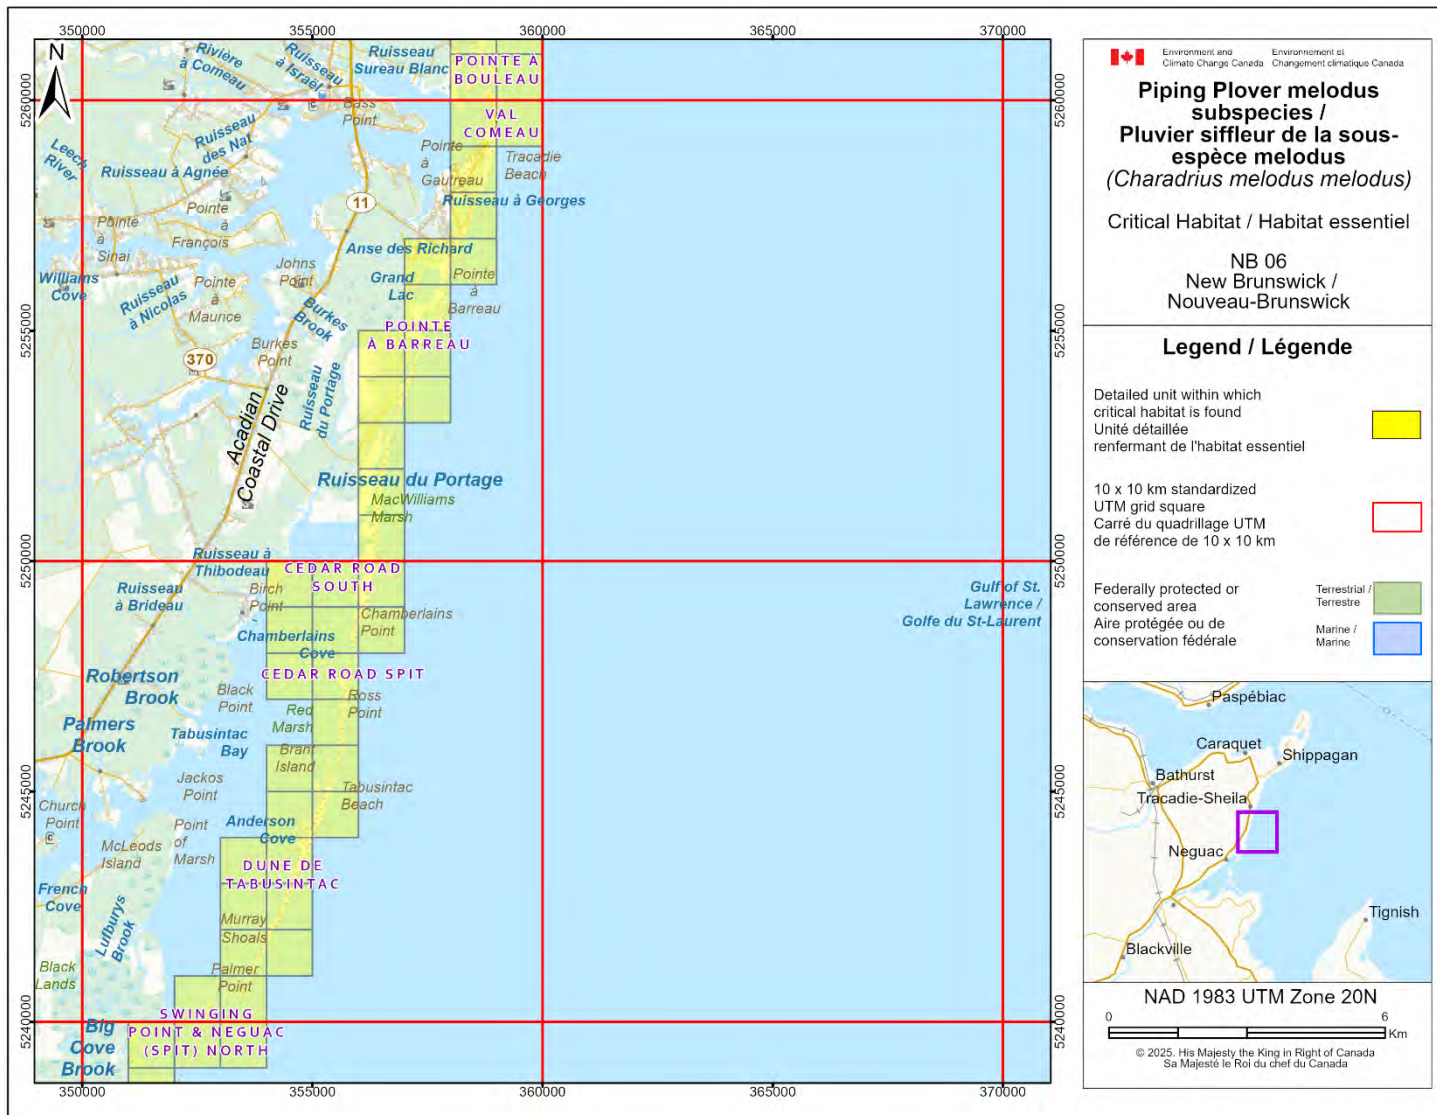 350000
355000
360000
365000
370000
N
5260000
5255000
5250000
5245000
5240000
Rivière
à Comeau
Ruisseau
à Israël
Ruisseau
Sureau Blanc
POINTE À
BOULEAU
Bass
Point
VAL
COMEAU
Leech
River
Ruisseau
des Nat
Ruisseau à Agnée
Pointe
à
Gautreau
Tracadie
Beach
Ruisseau à Georges
11
Pointe
à
Sinai
Pointe
à
François
Anse des Richard
Williams
Cove
Ruisseau
à Nicolas
Pointe
à
Maurice
Johns
Point
Grand
Lac
Pointe
à
Barreau
Burkes
Brook
POINTE
À BARREAU
370
Burkes
Point
Ruisseau
du Portage
Acadian
Coastal Drive
Ruisseau du Portage
MacWilliams
Marsh
Ruisseau à
Thibodeau
CEDAR ROAD
SOUTH
Ruisseau
à Brideau
Birch
Point
Chamberlains
Point
Chamberlains
Cove
Gulf of St.
Lawrence /
Golfe du St-Laurent
Robertson
Brook
CEDAR ROAD SPIT
Black
Point
Ross
Point
Red
Marsh
Palmers
Brook
Tabusintac
Bay
Brant
Island
Jackos
Point
Tabusintac
Beach
Church
Point
Point
of
Marsh
Anderson
Cove
McLeods
Island
DUNE DE
TABUSINTAC
French
Cove
Lufburys
Brook
Murray
Shoals
Black
Lands
Palmer
Point
SWINGING
POINT & NEGUAC
(SPIT) NORTH
Big
Cove
Brook
350000
355000
360000
365000
370000
5260000
5255000
5250000
5245000
5240000
Environment and
Climate Change Canada
Environnement et
Changement climatique Canada
Piping Plover melodus
subspecies /
Pluvier siffleur de la sous-
espèce melodus
(Charadrius melodus melodus)
Critical Habitat / Habitat essentiel
NB 06
New Brunswick /
Nouveau-Brunswick
Legend / Légende
Detailed unit within which
critical habitat is found
Unité détaillée
renfermant de l'habitat essentiel
10 x 10 km standardized
UTM grid square
Carré du quadrillage UTM
de référence de 10 x 10 km
Federally protected or
conserved area
Aire protégée ou de
conservation fédérale
Terrestrial /
Terrestre
Marine /
Marine
Paspébiac
Caraquet
Shippagan
Bathurst
Tracadie-Sheila
Neguac
Tignish
Blackville
NAD 1983 UTM Zone 20N
0
6
Km
© 2025. His Majesty the King in Right of Canada
Sa Majesté le Roi du chef du Canada